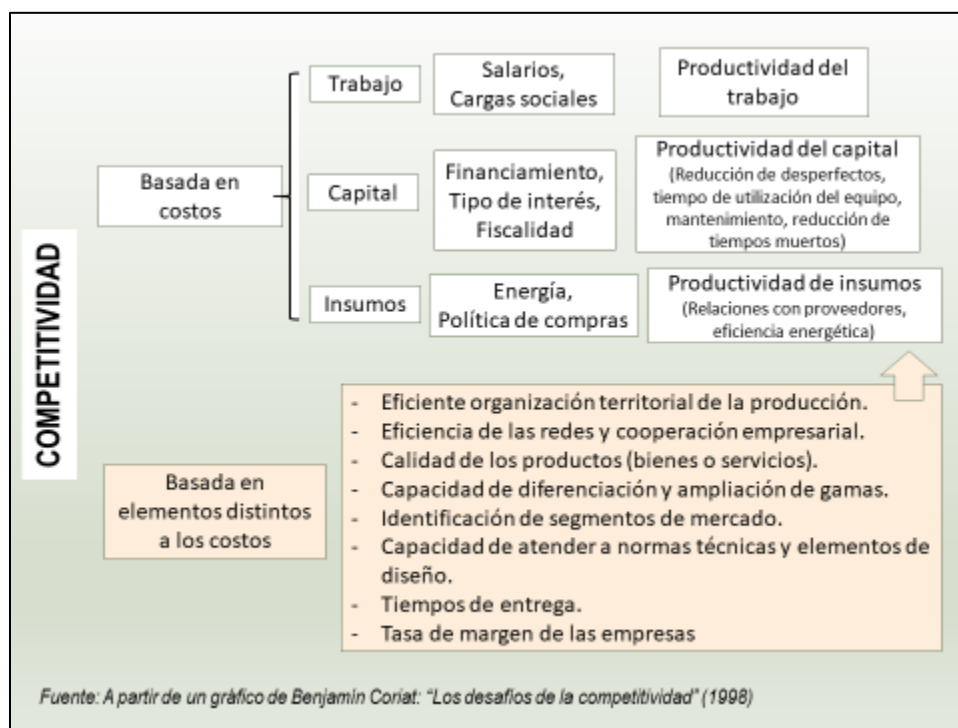 COMPETITIVIDAD
Basada en
costos
Trabajo
Salarios,
Cargas sociales
Productividad del
trabajo
Capital
Financiamiento,
Tipo de interés,
Fiscalidad
Productividad del capital
(Reducción de desperfectos,
tiempo de utilización del equipo,
mantenimiento, reducción de
tiempos muertos)
Insumos
Energía,
Política de compras
Productividad de insumos
(Relaciones con proveedores,
eficiencia energética)
Basada en
elementos distintos
a los costos
- Eficiente organización territorial de la producción.
- Eficiencia de las redes y cooperación empresarial.
- Calidad de los productos (bienes o servicios).
- Capacidad de diferenciación y ampliación de gamas.
- Identificación de segmentos de mercado.
- Capacidad de atender a normas técnicas y elementos de
diseño.
- Tiempos de entrega.
- Tasa de margen de las empresas
Fuente: A partir de un gráfico de Benjamín Coriat: "Los desafíos de la competitividad" (1998)